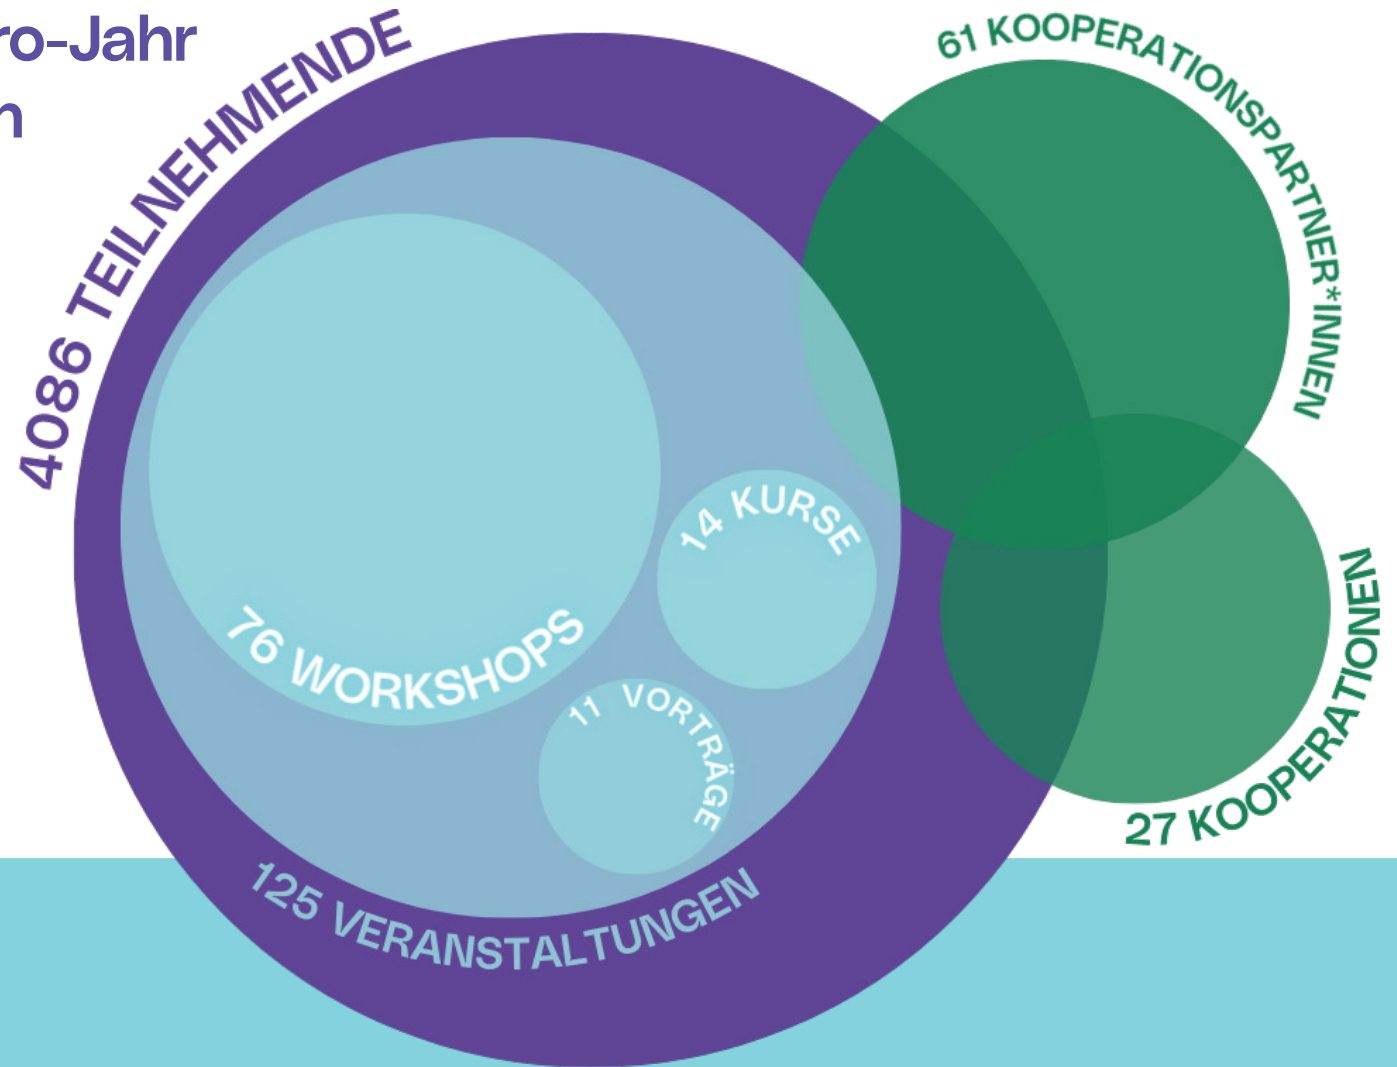 ro-Jahr
n
4086 TEILNEHMENDE
61 KOOPERATIONSPARTNER*INNEN
14 KURSE
76 WORKSHOPS
11 VORTRÄGE
27 KOOPERATIONEN
125 VERANSTALTUNGEN